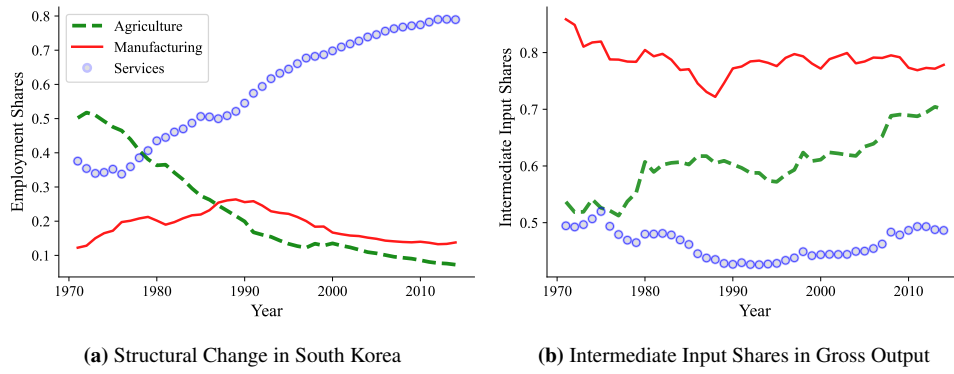 0.8
0.7
0.6
0.5
0.4
0.3
0.2
0.1
Employment Shares
Agriculture
Manufacturing
Services
1970 1980 1990 2000 2010
Year
(a) Structural Change in South Korea
0.8
0.7
0.6
0.5
Intermediate Input Shares
1970 1980 1990 2000 2010
Year
(b) Intermediate Input Shares in Gross Output